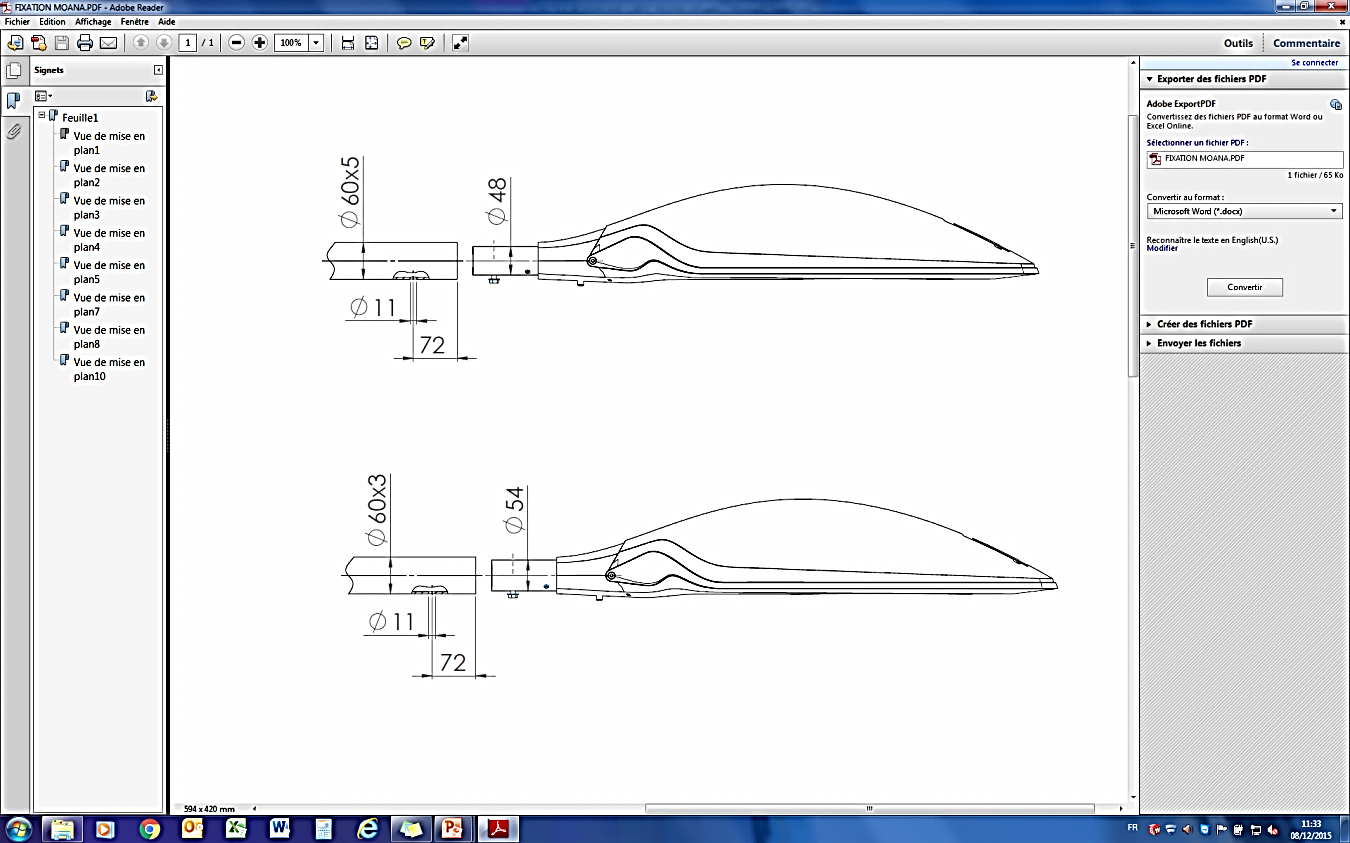 FIXATION MOANA.PDF - Adobe Reader
Fichier Edition Affichage Fenêtre Aide
1 / 1 100% Outils Commentaire
Signets
Feuille1
Vue de mise en
plan1
Vue de mise en
plan2
Vue de mise en
plan3
Vue de mise en
plan4
Vue de mise en
plan5
Vue de mise en
plan7
Vue de mise en
plan8
Vue de mise en
plan10
∅ 60x5
∅ 48
∅ 11
72
∅ 60x3
∅ 54
∅ 11
72
594 x 420 mm
Se connecter
Exporter des fichiers PDF
Adobe ExportPDF
Convertissez des fichiers PDF au format Word ou
Excel Online.
Sélectionner un fichier PDF :
FIXATION MOANA.PDF
1 fichier / 65 Ko
Convertir au format :
Microsoft Word (*.docx)
Reconnaître le texte en English(U.S.)
Modifier
Convertir
Créer des fichiers PDF
Envoyer les fichiers
FR
11:33
08/12/2015